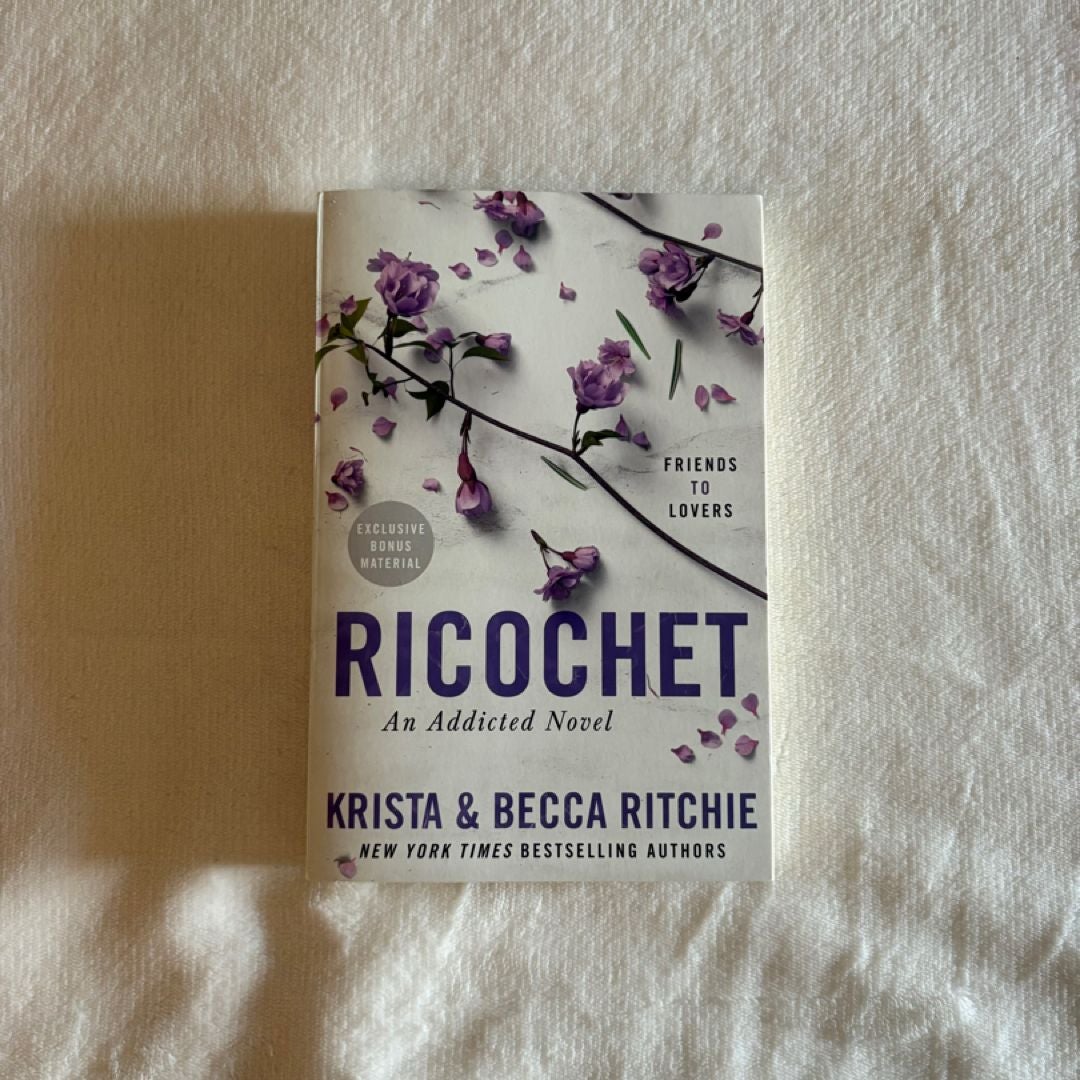 FRIENDS
TO
LOVERS
EXCLUSIVE
BONUS
MATERIAL
RICOCHET
An Addicted Novel
KRISTA & BECCA RITCHIE
NEW YORK TIMES BESTSELLING AUTHORS